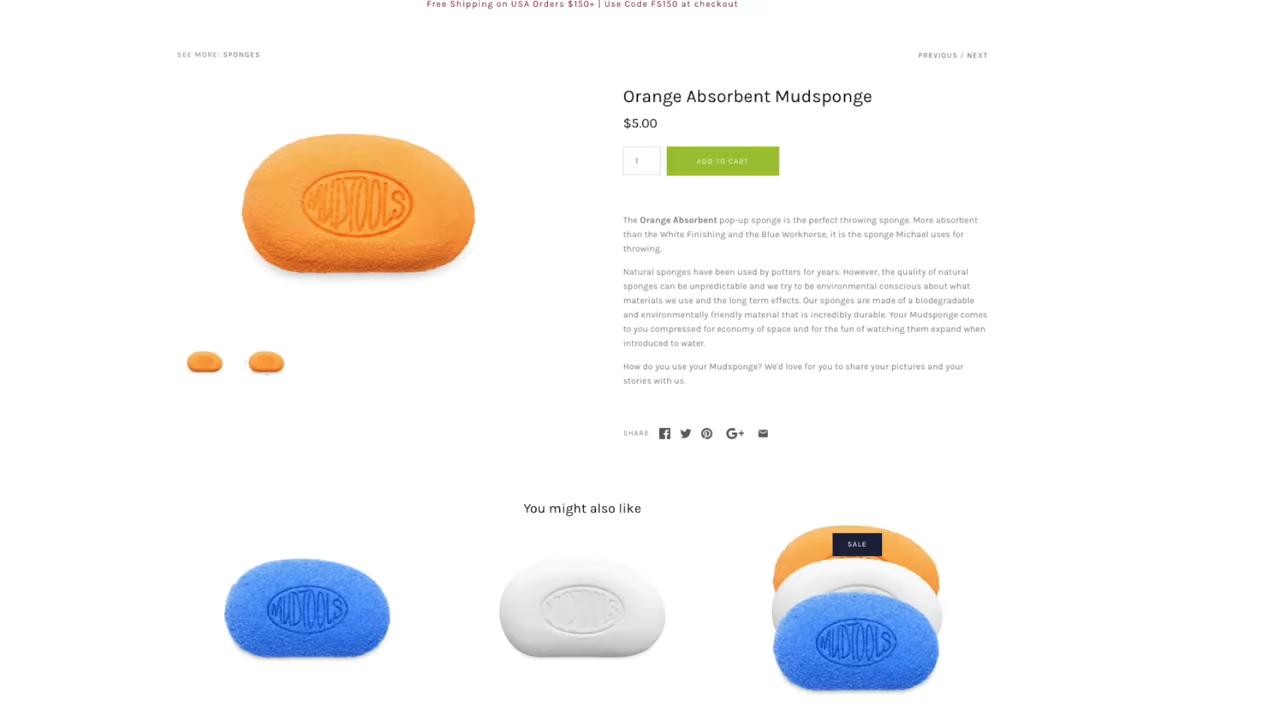 Free Shipping on USA Orders $150+ | Use Code FS150 at checkout
SEE MORE: SPONGES
PREVIOUS / NEXT
MUDTOOLS
Orange Absorbent Mudsponge
$5.00
1
ADD TO CART
The Orange Absorbent pop-up sponge is the perfect throwing sponge. More absorbent
than the White Finishing and the Blue Workhorse, it is the sponge Michael uses for
throwing.
Natural sponges have been used by potters for years. However, the quality of natural
sponges can be unpredictable and we try to be environmental conscious about what
materials we use and the long term effects. Our sponges are made of a biodegradable
and environmentally friendly material that is incredibly durable. Your Mudsponge comes
to you compressed for economy of space and for the fun of watching them expand when
introduced to water.
How do you use your Mudsponge? We'd love for you to share your pictures and your
stories with us.
SHARE
G+
You might also like
MUDTOOLS
MUDTOOLS
SALE
MUDTOOLS